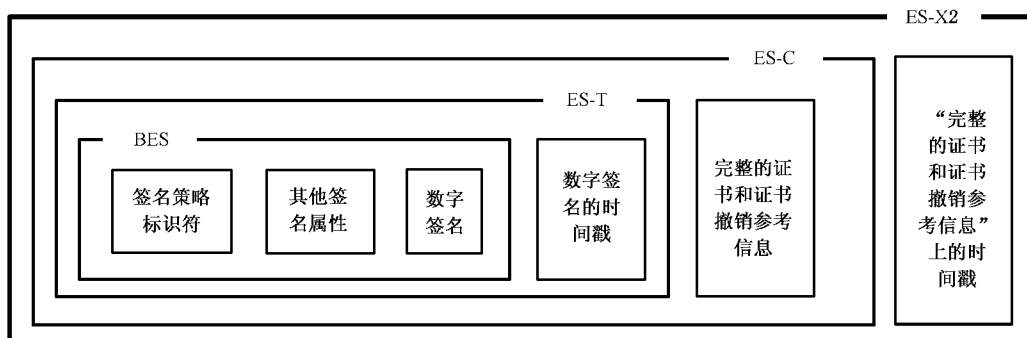 ES-X2
ES-C
ES-T
BES
签名策略
标识符
其他签
名属性
数字
签名
数字签
名的时
间戳
完整的证
书和证书
撤销参考
信息
“完整
的证书
和证书
撤销参
考信息”
上的时
间戳